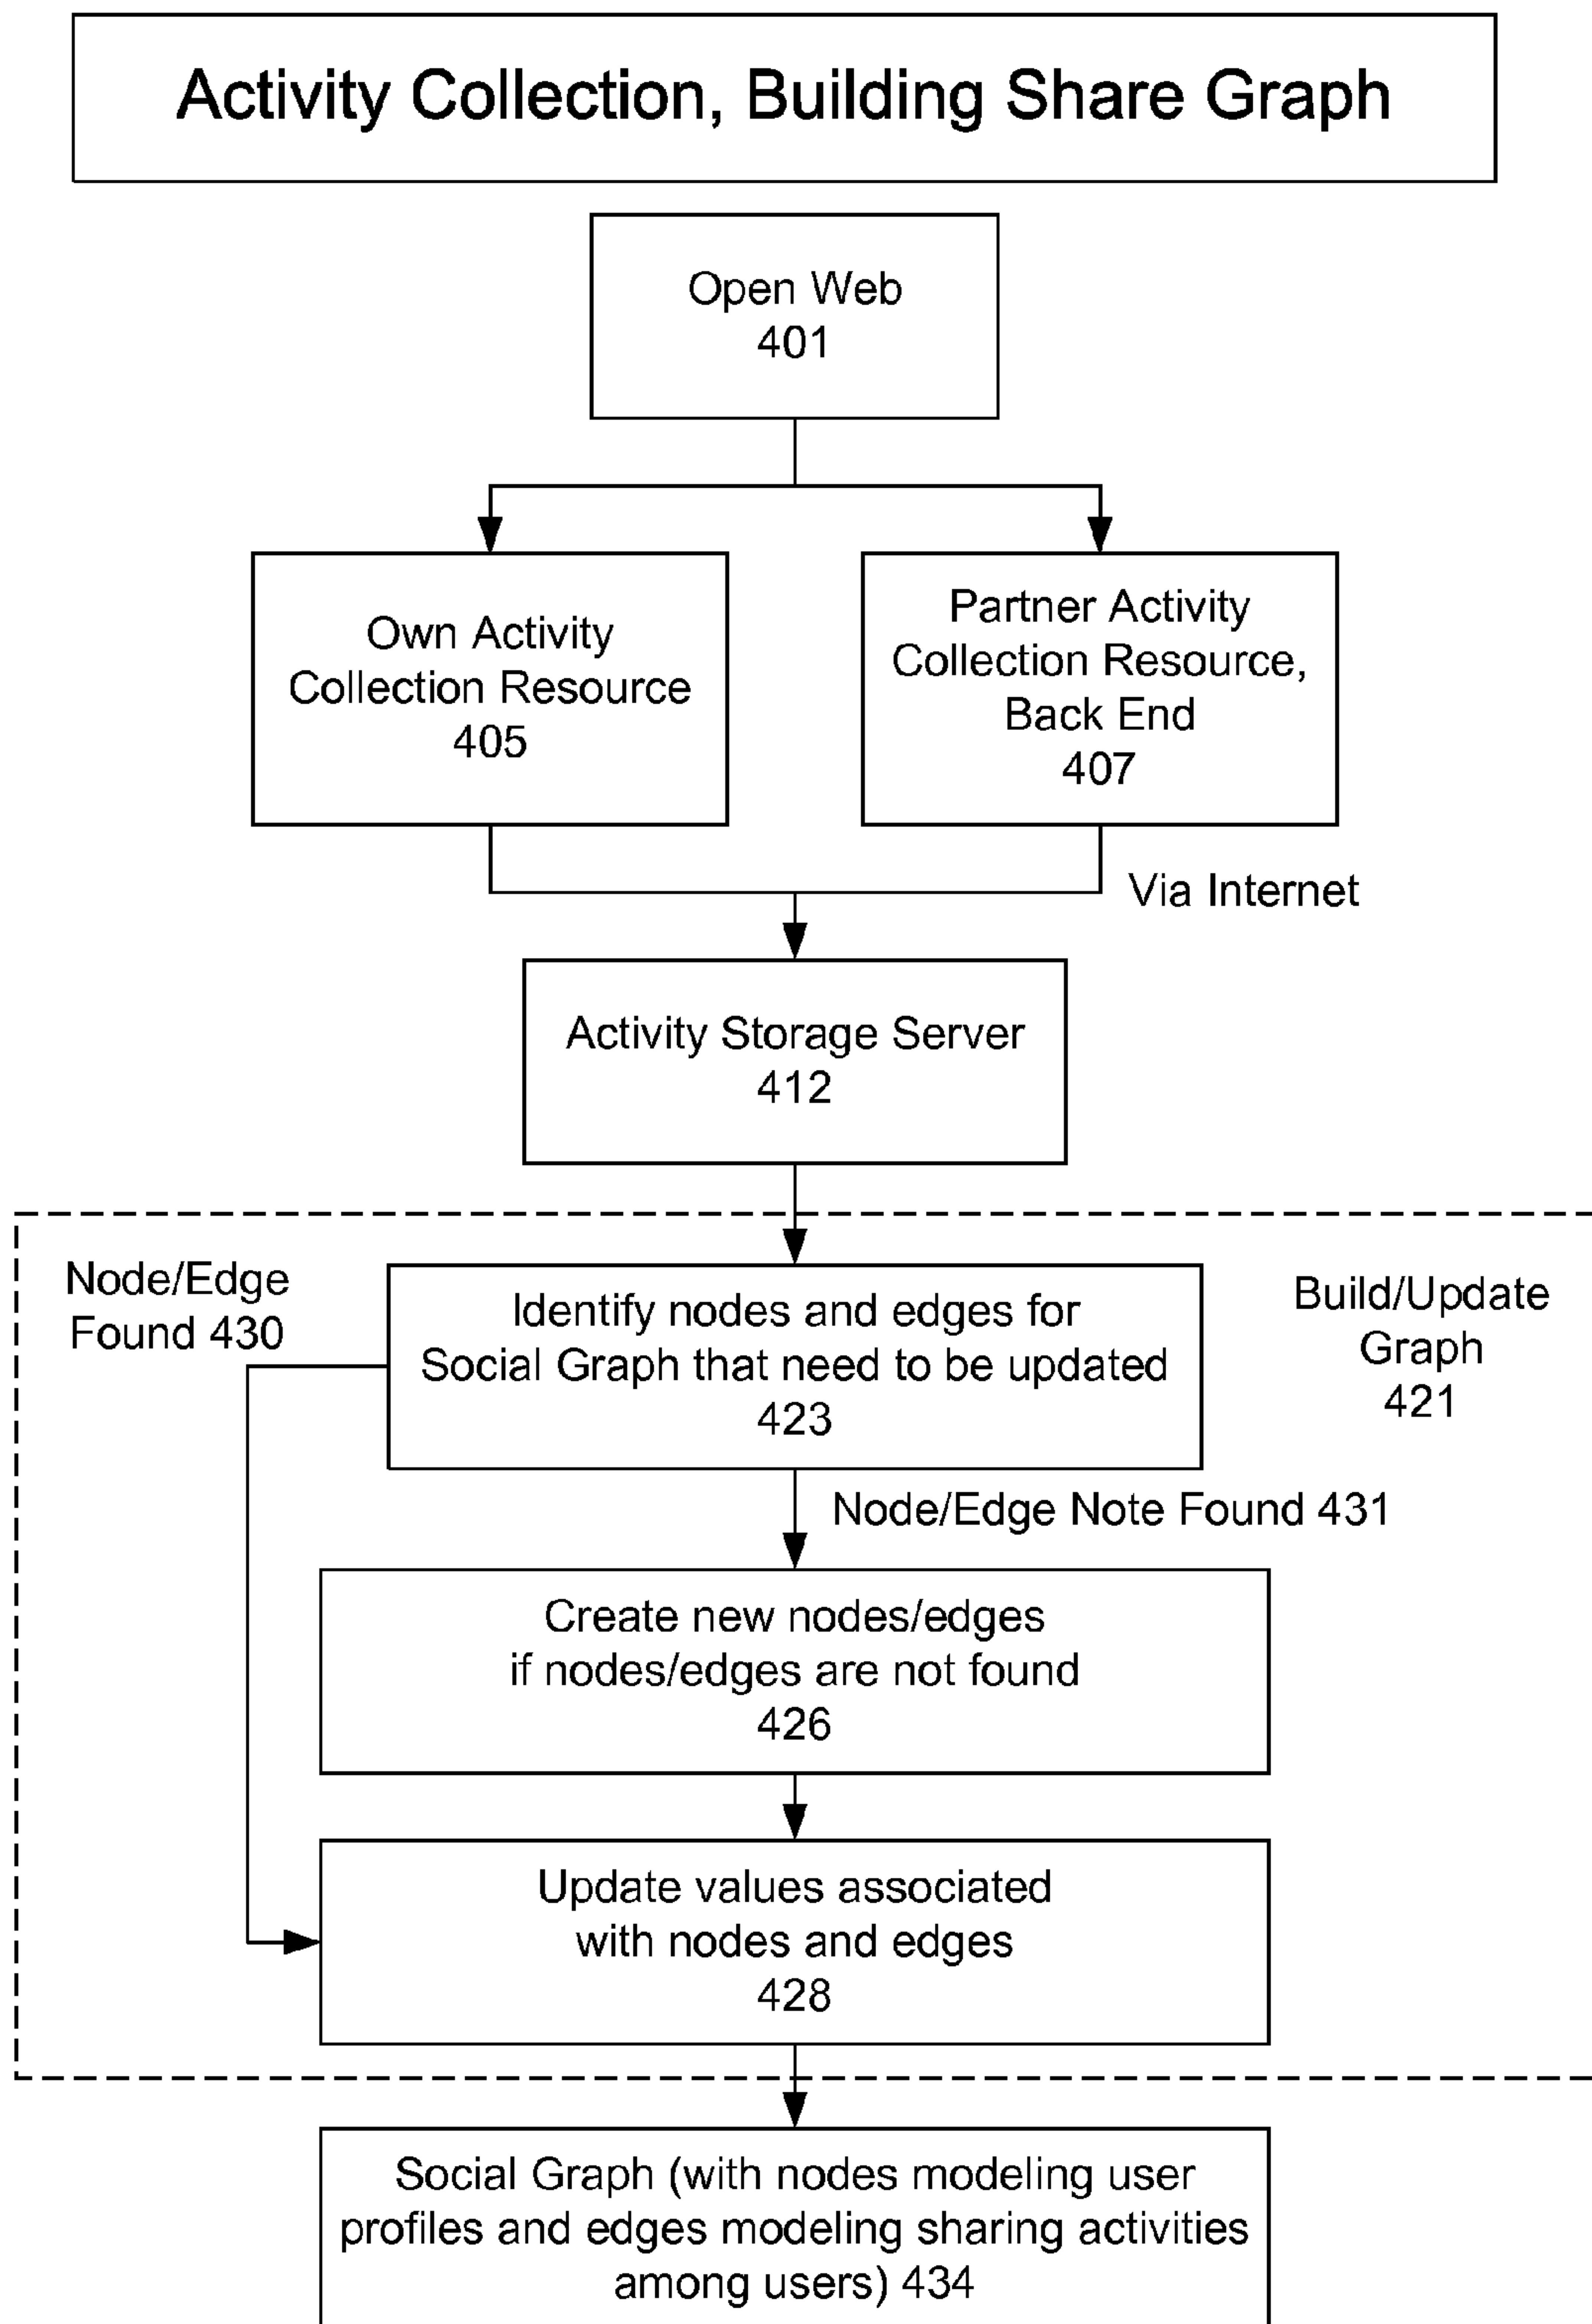 Activity Collection, Building Share Graph
Open Web
401
Own Activity
Collection Resource
405
Partner Activity
Collection Resource,
Back End
407
Via Internet
Activity Storage Server
412
Node/Edge
Found 430
Identify nodes and edges for
Social Graph that need to be updated
423
Build/Update
Graph
421
Node/Edge Note Found 431
Create new nodes/edges
if nodes/edges are not found
426
Update values associated
with nodes and edges
428
Social Graph (with nodes modeling user
profiles and edges modeling sharing activities
among users) 434